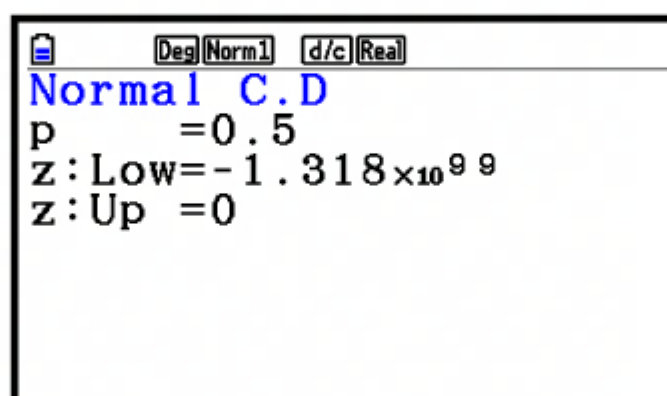 Deg Norm1 d/c Real
Normal C.D
p =0.5
z:Low=-1.318×10⁹⁹
z:Up =0